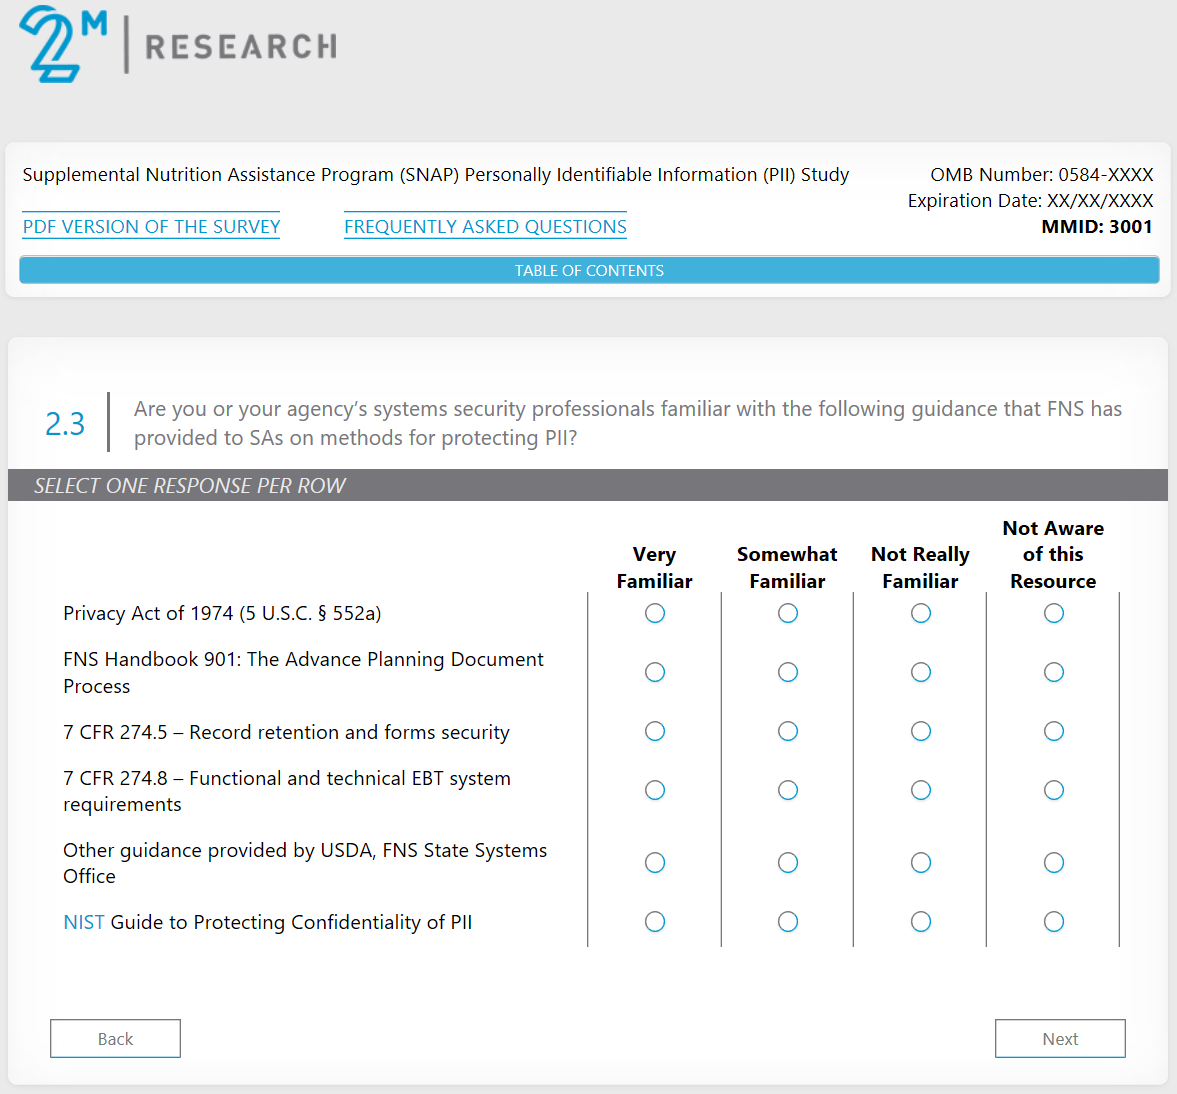 2M RESEARCH
Supplemental Nutrition Assistance Program (SNAP) Personally Identifiable Information (PII) Study
OMB Number: 0584-XXXX
Expiration Date: XX/XX/XXXX
PDF VERSION OF THE SURVEY
FREQUENTLY ASKED QUESTIONS
MMID: 3001
TABLE OF CONTENTS
2.3
Are you or your agency’s systems security professionals familiar with the following guidance that FNS has
provided to SAs on methods for protecting PII?
SELECT ONE RESPONSE PER ROW
Very
Familiar
Somewhat
Familiar
Not Really
Familiar
Not Aware
of this
Resource
Privacy Act of 1974 (5 U.S.C. § 552a)
FNS Handbook 901: The Advance Planning Document
Process
7 CFR 274.5 – Record retention and forms security
7 CFR 274.8 – Functional and technical EBT system
requirements
Other guidance provided by USDA, FNS State Systems
Office
NIST Guide to Protecting Confidentiality of PII
Back
Next